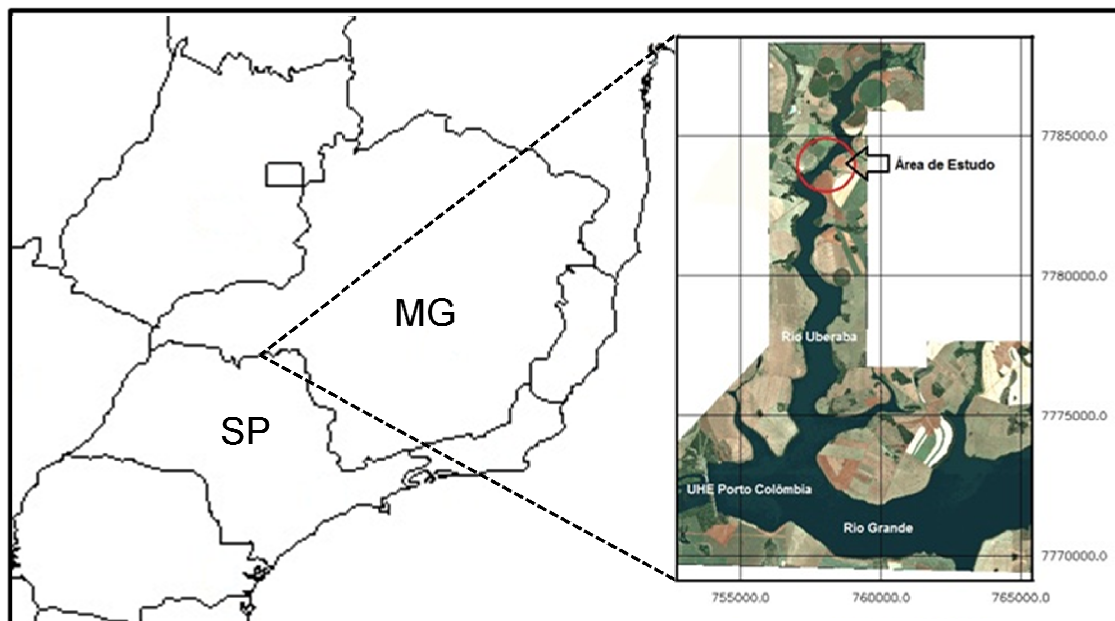 MG
SP
7785000.0
Área de Estudo
7780000.0
Rio Uberaba
7775000.0
UHE Porto Colômbia
Rio Grande
7770000.0
755000.0
760000.0
765000.0